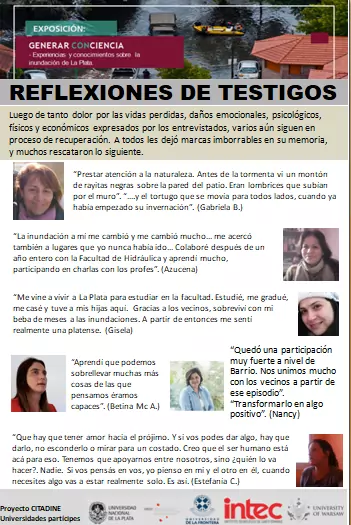 EXPOSICIÓN:
GENERAR CONCIENCIA
- Experiencias y conocimientos sobre la
inundación de La Plata.
REFLEXIONES DE TESTIGOS
Luego de tanto dolor por las vidas perdidas, daños emocionales, psicológicos,
físicos y económicos expresados por los entrevistados, varios aún siguen en
proceso de recuperación. A todos les dejó marcas imborrables en su memoria,
y muchos rescataron lo siguiente.
"Prestar atención a la naturaleza. Antes de la tormenta vi un montón
de rayitas negras sobre la pared del patio. Eran lombrices que subían
por el muro". "....y el tortugo que se movía para todos lados, cuando ya
había empezado su invernación". (Gabriela B.)
"La inundación a mí me cambió y me cambió mucho... me acercó
también a lugares que yo nunca había ido... Colaboré después de un
año entero con la Facultad de Hidráulica y aprendí mucho,
participando en charlas con los profes". (Azucena)
"Me vine a vivir a La Plata para estudiar en la facultad. Estudié, me gradué,
me casé y tuve a mis hijas aquí. Gracias a los vecinos, sobreviví con mi
beba de meses a las inundaciones. A partir de entonces me sentí
realmente una platense. (Gisela)
"Aprendí que podemos
sobrellevar muchas más
cosas de las que
pensamos éramos
capaces". (Betina Mc A.)
"Quedó una participación
muy fuerte a nivel de
Barrio. Nos unimos mucho
con los vecinos a partir de
ese episodio".
"Transformarlo en algo
positivo". (Nancy)
"Que hay que tener amor hacia el prójimo. Y si vos podes dar algo, hay que
darlo, no esconderlo o mirar para un costado. Creo que el ser humano está
acá para eso. Tenemos que apoyarnos entre nosotros, sino ¿quién lo va
hacer?. Nadie. Si vos pensás en vos, yo pienso en mi y el otro en él, cuando
necesites algo vas a estar realmente solo. Es así. (Estefanía C.)
Proyecto CITADINE
Universidades partícipes
UNIVERSIDAD
NACIONAL
DE LA PLATA
UNIVERSIDAD
DE LA FRONTERA
intec
UNIVERSITY
OF WARSAW